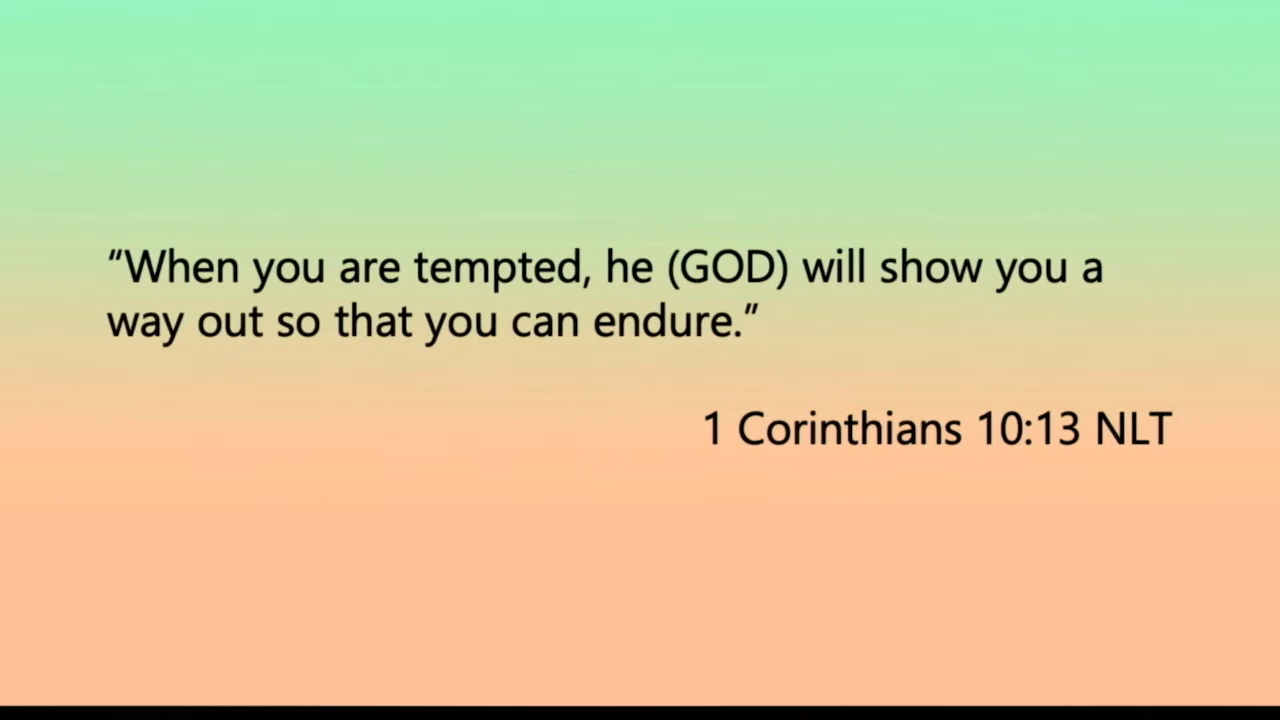 “When you are tempted, he (GOD) will show you a
way out so that you can endure.”
1 Corinthians 10:13 NLT